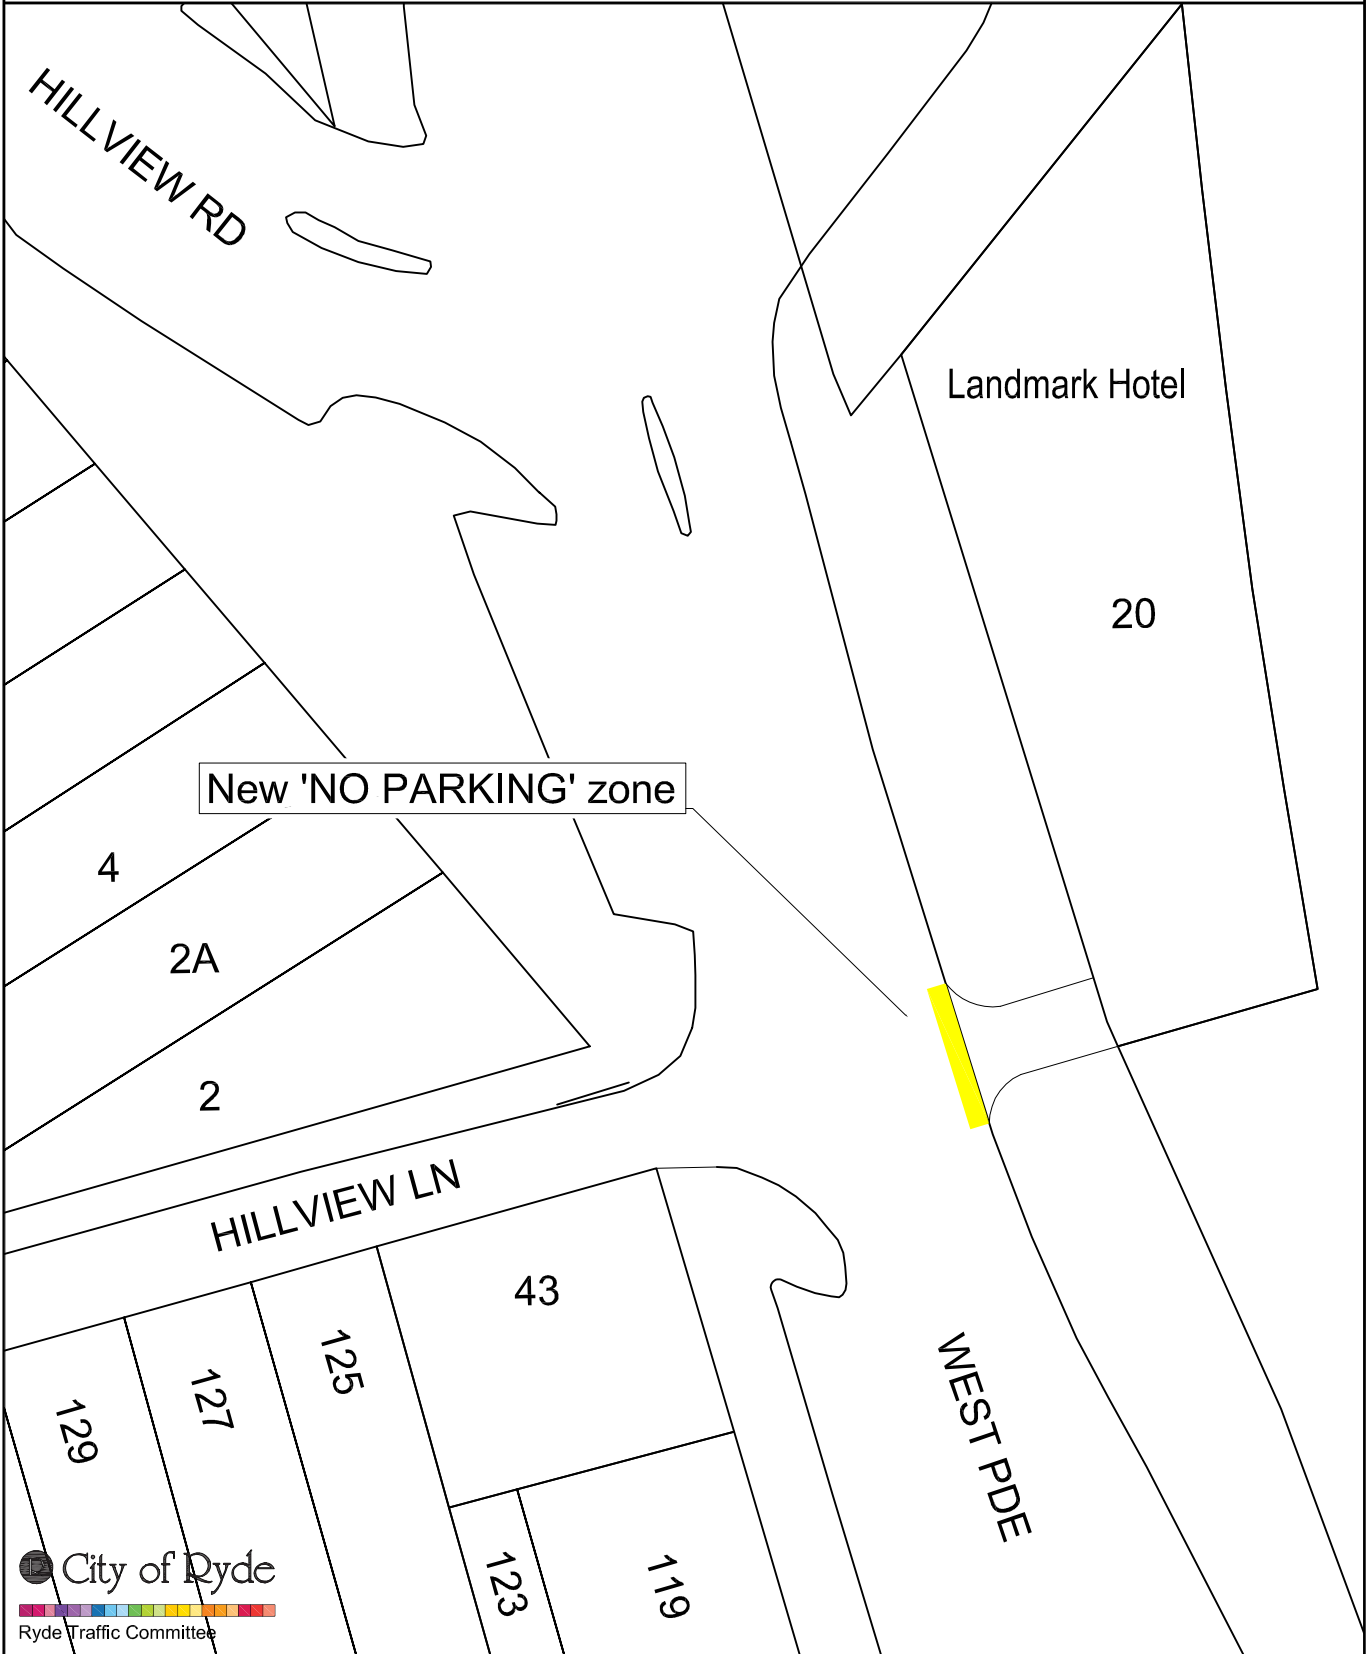 HILLVIEW RD
Landmark Hotel
20
New 'NO PARKING' zone
4
2A
2
HILLVIEW LN
43
125
127
129
WEST PDE
123
119
City of Ryde
Ryde Traffic Committee